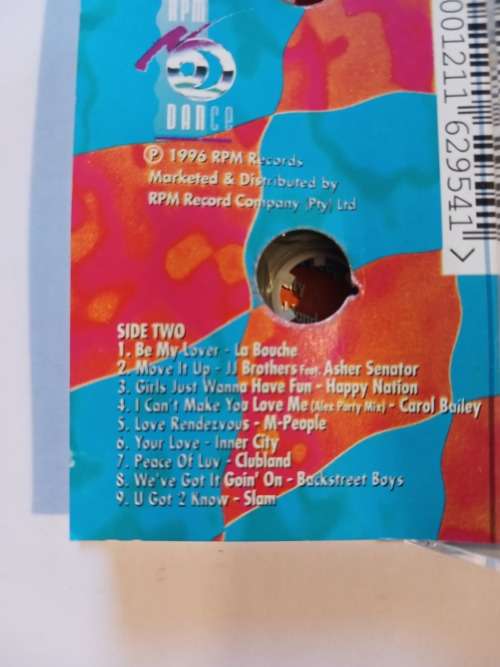 RPM
DANCE
℗ 1996 RPM Records
Marketed & Distributed by
RPM Record Company (Pty) Ltd
SIDE TWO
1. Be My Lover - La Bouche
2. Move It Up - JJ Brothers Feat. Asher Senator
3. Girls Just Wanna Have Fun - Happy Nation
4. I Can't Make You Love Me (Alex Party Mix) - Carol Bailey
5. Love Rendezvous - M-People
6. Your Love - Inner City
7. Peace Of Luv - Clubland
8. We've Got It Goin' On - Backstreet Boys
9. U Got 2 Know - Slam
0001211 629541 >